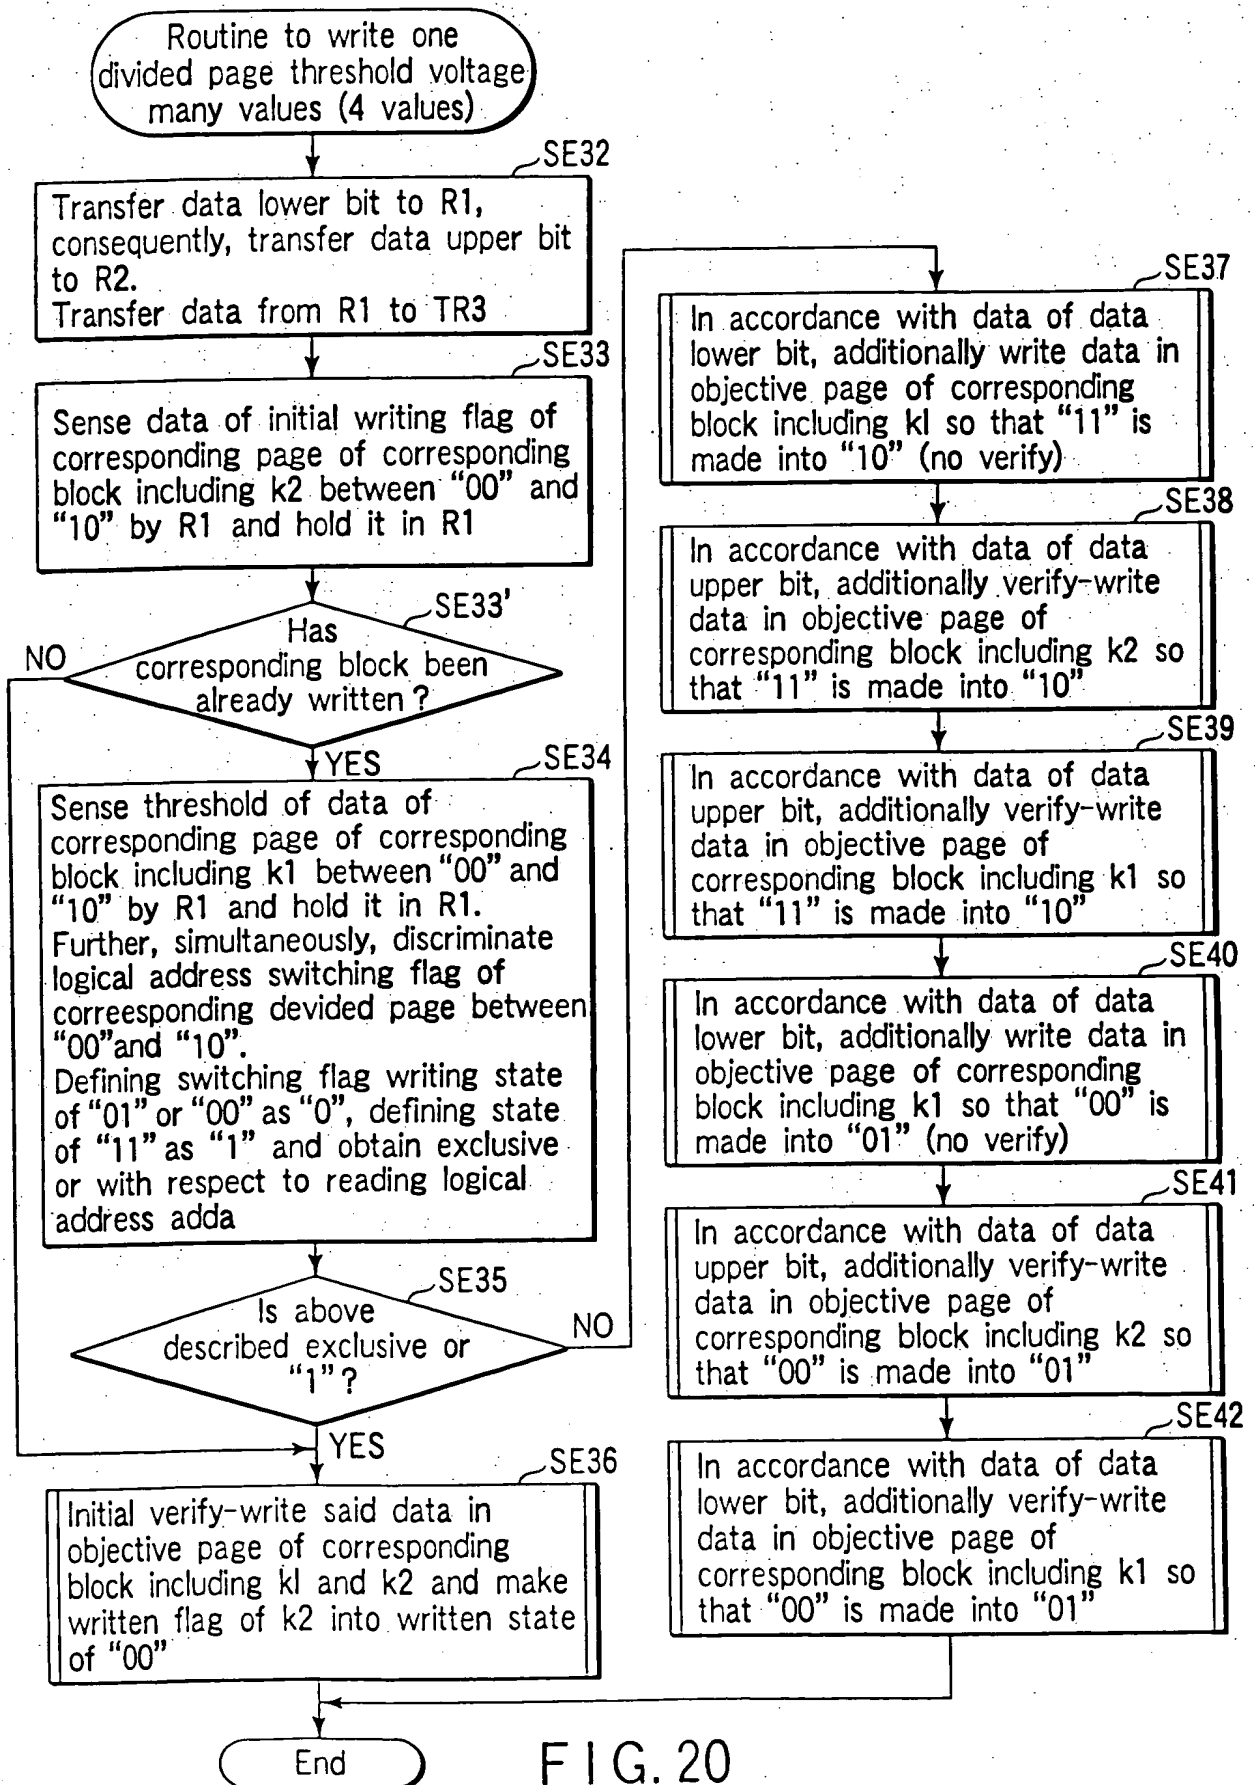 Routine to write one
divided page threshold voltage
many values (4 values)
SE32
Transfer data lower bit to R1,
consequently, transfer data upper bit
to R2.
Transfer data from R1 to TR3
SE33
Sense data of initial writing flag of
corresponding page of corresponding
block including k2 between “00” and
“10” by R1 and hold it in R1
SE33'
Has
corresponding block been
already written ?
NO
YES
SE34
Sense threshold of data of
corresponding page of corresponding
block including k1 between “00” and
“10” by R1 and hold it in R1.
Further, simultaneously, discriminate
logical address switching flag of
correesponding devided page between
“00”and “10”.
Defining switching flag writing state
of “01” or “00” as “0”, defining state
of “11” as “1” and obtain exclusive
or with respect to reading logical
address adda
SE35
Is above
described exclusive or
“1” ?
NO
YES
SE36
Initial verify-write said data in
objective page of corresponding
block including kl and k2 and make
written flag of k2 into written state
of “00”
End
SE37
In accordance with data of data
lower bit, additionally write data in
objective page of corresponding
block including kl so that “11” is
made into “10” (no verify)
SE38
In accordance with data of data
upper bit, additionally verify-write
data in objective page of
corresponding block including k2 so
that “11” is made into “10”
SE39
In accordance with data of data
upper bit, additionally verify-write
data in objective page of
corresponding block including k1 so
that “11” is made into “10”
SE40
In accordance with data of data
lower bit, additionally write data in
objective page of corresponding
block including k1 so that “00” is
made into “01” (no verify)
SE41
In accordance with data of data
upper bit, additionally verify-write
data in objective page of
corresponding block including k2 so
that “00” is made into “01”
SE42
In accordance with data of data
lower bit, additionally verify-write
data in objective page of
corresponding block including k1 so
that “00” is made into “01”
FIG. 20